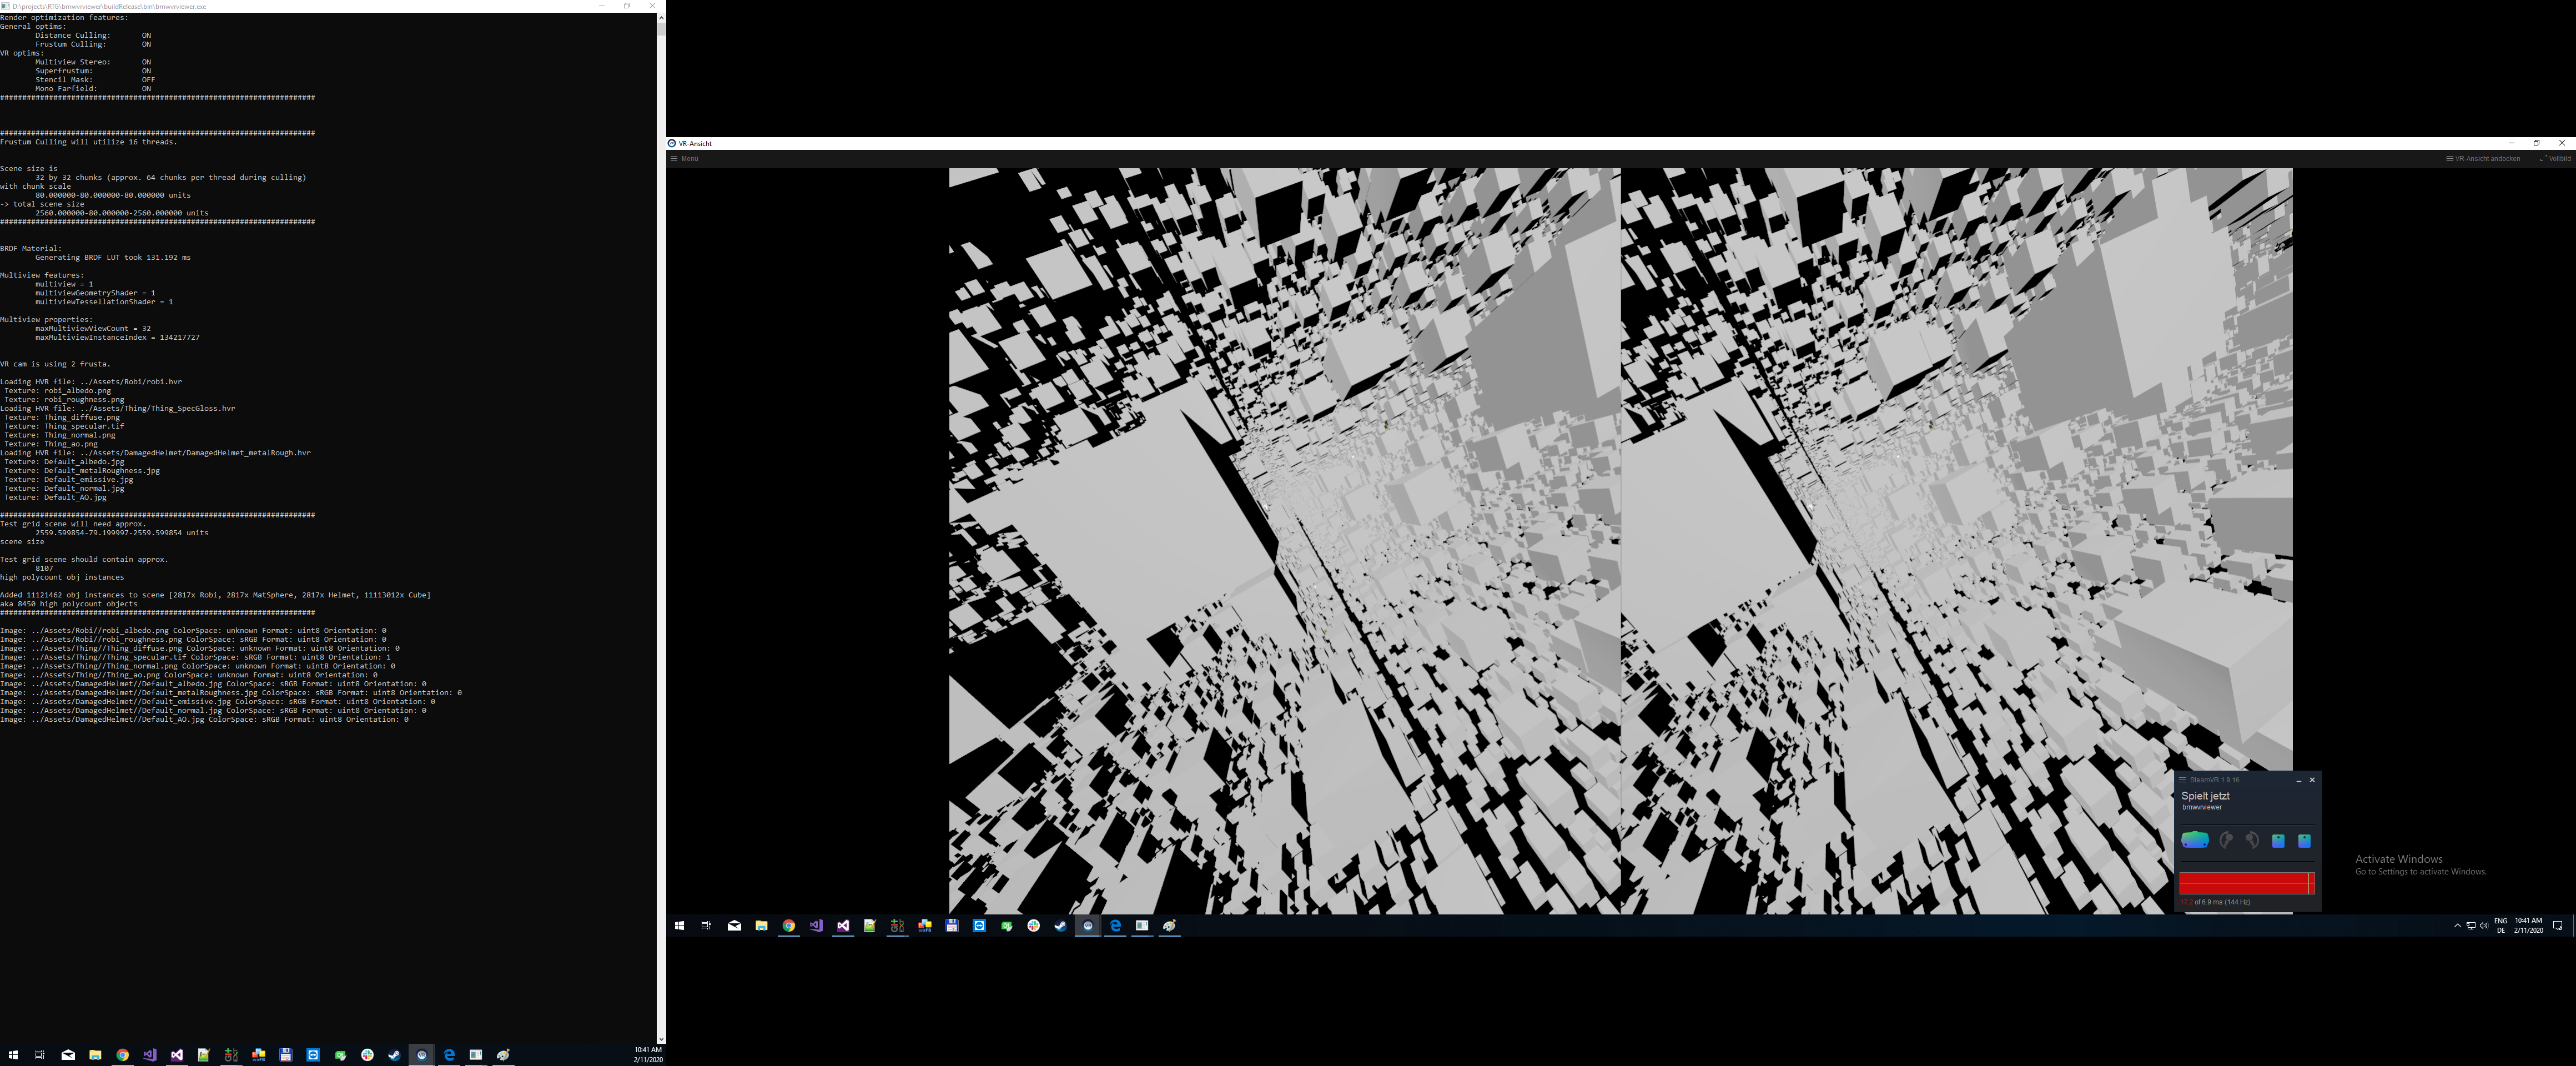 D:\projects\RTG\bmwvrviewer\buildRelease\bin\bmwvrviewer.exe
Render optimization features:
General optims:
Distance Culling: ON
Frustum Culling: ON
VR optims:
Multiview Stereo: ON
Superfrustum: ON
Stencil Mask: OFF
Mono Farfield: ON
#######################################################################
#######################################################################
Frustum Culling will utilize 16 threads.
Scene size is
32 by 32 chunks (approx. 64 chunks per thread during culling)
with chunk scale
80.000000-80.000000-80.000000 units
-> total scene size
2560.000000-80.000000-2560.000000 units
#######################################################################
BRDF Material:
Generating BRDF LUT took 131.192 ms
Multiview features:
multiview = 1
multiviewGeometryShader = 1
multiviewTessellationShader = 1
Multiview properties:
maxMultiviewViewCount = 32
maxMultiviewInstanceIndex = 134217727
VR cam is using 2 frusta.
Loading HVR file: ../Assets/Robi/robi.hvr
Texture: robi_albedo.png
Texture: robi_roughness.png
Loading HVR file: ../Assets/Thing/Thing_SpecGloss.hvr
Texture: Thing_diffuse.png
Texture: Thing_specular.tif
Texture: Thing_normal.png
Texture: Thing_ao.png
Loading HVR file: ../Assets/DamagedHelmet/DamagedHelmet_metalRough.hvr
Texture: Default_albedo.jpg
Texture: Default_metalRoughness.jpg
Texture: Default_emissive.jpg
Texture: Default_normal.jpg
Texture: Default_AO.jpg
#######################################################################
Test grid scene will need approx.
2559.599854-79.199997-2559.599854 units
scene size
Test grid scene should contain approx.
8107
high polycount obj instances
Added 11121462 obj instances to scene [2817x Robi, 2817x MatSphere, 2817x Helmet, 11113012x Cube]
aka 8450 high polycount objects
#######################################################################
Image: ../Assets/Robi//robi_albedo.png ColorSpace: unknown Format: uint8 Orientation: 0
Image: ../Assets/Robi//robi_roughness.png ColorSpace: sRGB Format: uint8 Orientation: 0
Image: ../Assets/Thing//Thing_diffuse.png ColorSpace: unknown Format: uint8 Orientation: 0
Image: ../Assets/Thing//Thing_specular.tif ColorSpace: sRGB Format: uint8 Orientation: 1
Image: ../Assets/Thing//Thing_normal.png ColorSpace: unknown Format: uint8 Orientation: 0
Image: ../Assets/Thing//Thing_ao.png ColorSpace: unknown Format: uint8 Orientation: 0
Image: ../Assets/DamagedHelmet//Default_albedo.jpg ColorSpace: sRGB Format: uint8 Orientation: 0
Image: ../Assets/DamagedHelmet//Default_metalRoughness.jpg ColorSpace: sRGB Format: uint8 Orientation: 0
Image: ../Assets/DamagedHelmet//Default_emissive.jpg ColorSpace: sRGB Format: uint8 Orientation: 0
Image: ../Assets/DamagedHelmet//Default_normal.jpg ColorSpace: sRGB Format: uint8 Orientation: 0
Image: ../Assets/DamagedHelmet//Default_AO.jpg ColorSpace: sRGB Format: uint8 Orientation: 0
10:41 AM
2/11/2020
VR-Ansicht
Menü
VR-Ansicht andocken
Vollbild
SteamVR 1.9.16
Spielt jetzt
bmwvrviewer
17.2 of 6.9 ms (144 Hz)
Activate Windows
Go to Settings to activate Windows.
ENG
DE
10:41 AM
2/11/2020